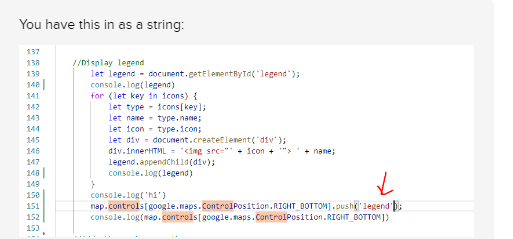 You have this in as a string:
137
138 //Display legend
139 let legend = document.getElementById('legend');
140 console.log(legend)
141 for (let key in icons) {
142 let type = icons[key];
143 let name = type.name;
144 let icon = type.icon;
145 let div = document.createElement('div');
146 div.innerHTML = '<img src="' + icon + '"> ' + name;
147 legend.appendChild(div);
148 console.log(legend)
149 }
150 console.log('hi')
151 map.controls[google.maps.ControlPosition.RIGHT_BOTTOM].push('legend');
152 console.log(map.controls[google.maps.ControlPosition.RIGHT_BOTTOM])
153